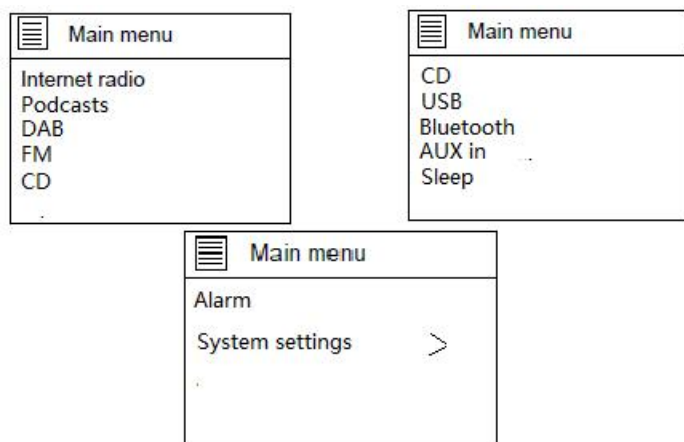 Main menu
Internet radio
Podcasts
DAB
FM
CD
Main menu
CD
USB
Bluetooth
AUX in
Sleep
Main menu
Alarm
System settings >